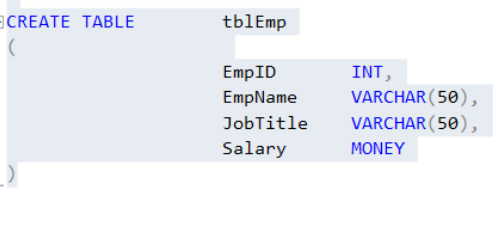 CREATE TABLE tblEmp
(
EmpID INT,
EmpName VARCHAR(50),
JobTitle VARCHAR(50),
Salary MONEY
)